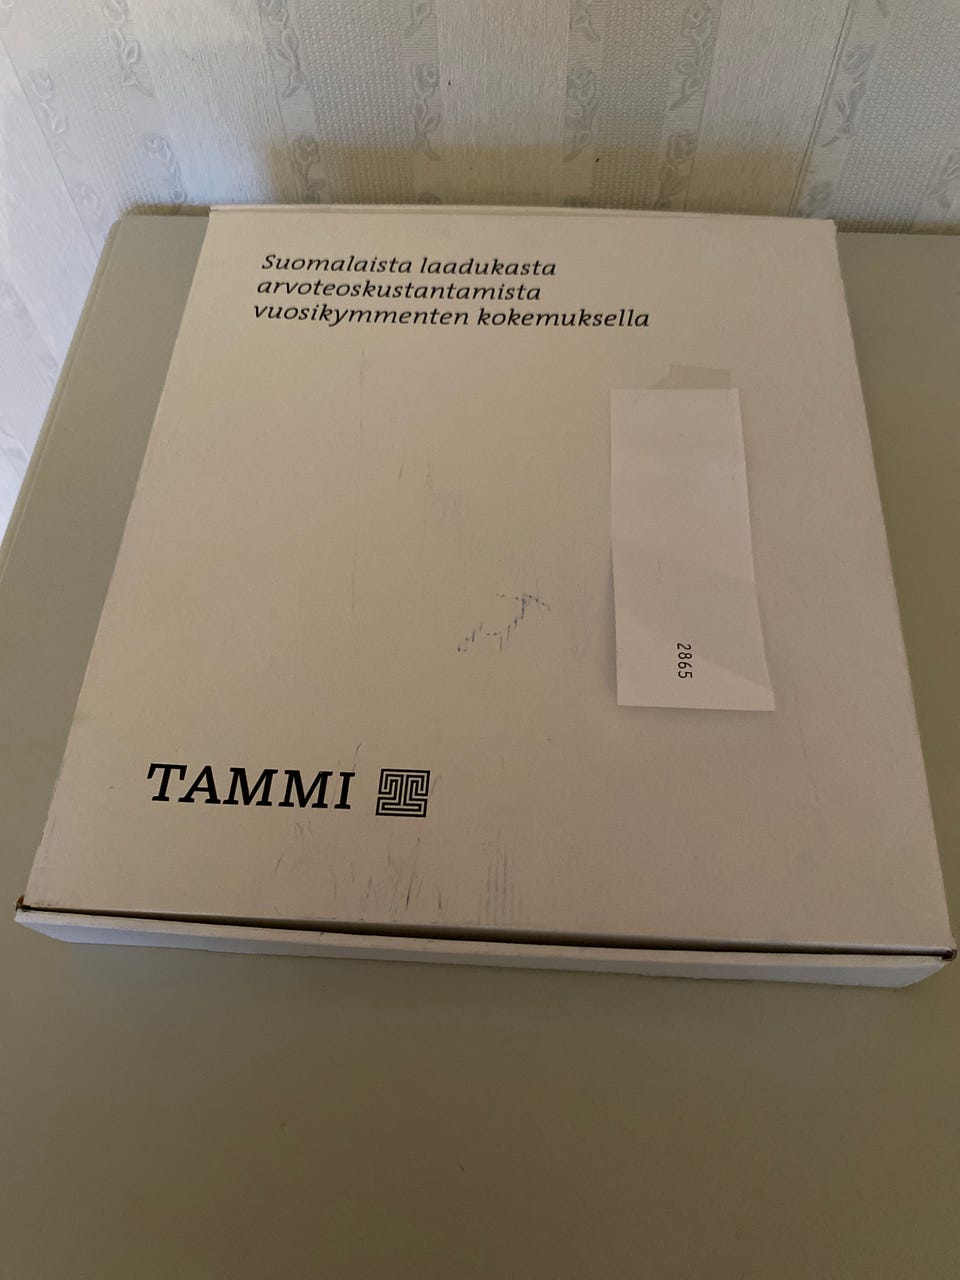 Suomalaista laadukasta
arvoteoskustantamista
vuosikymmenten kokemuksella
2865
TAMMI